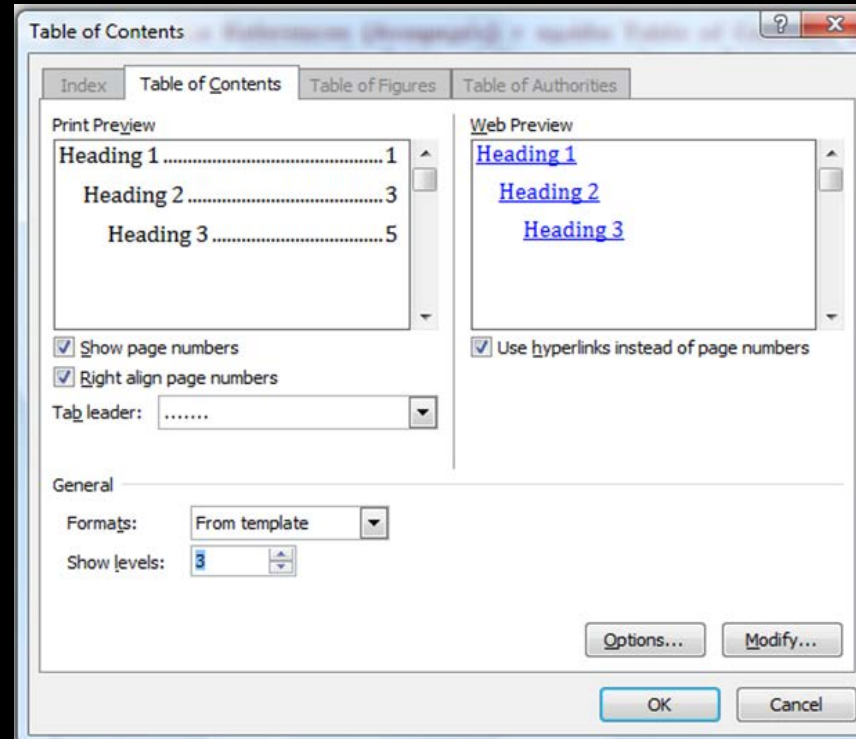 Table of Contents
Index
Table of Contents
Table of Figures
Table of Authorities
Print Preview
Heading 1 ............................................. 1
Heading 2 ........................................ 3
Heading 3 ................................... 5
Show page numbers
Right align page numbers
Tab leader: .......
Web Preview
Heading 1
Heading 2
Heading 3
Use hyperlinks instead of page numbers
General
Formats: From template
Show levels: 3
Options... Modify...
OK Cancel